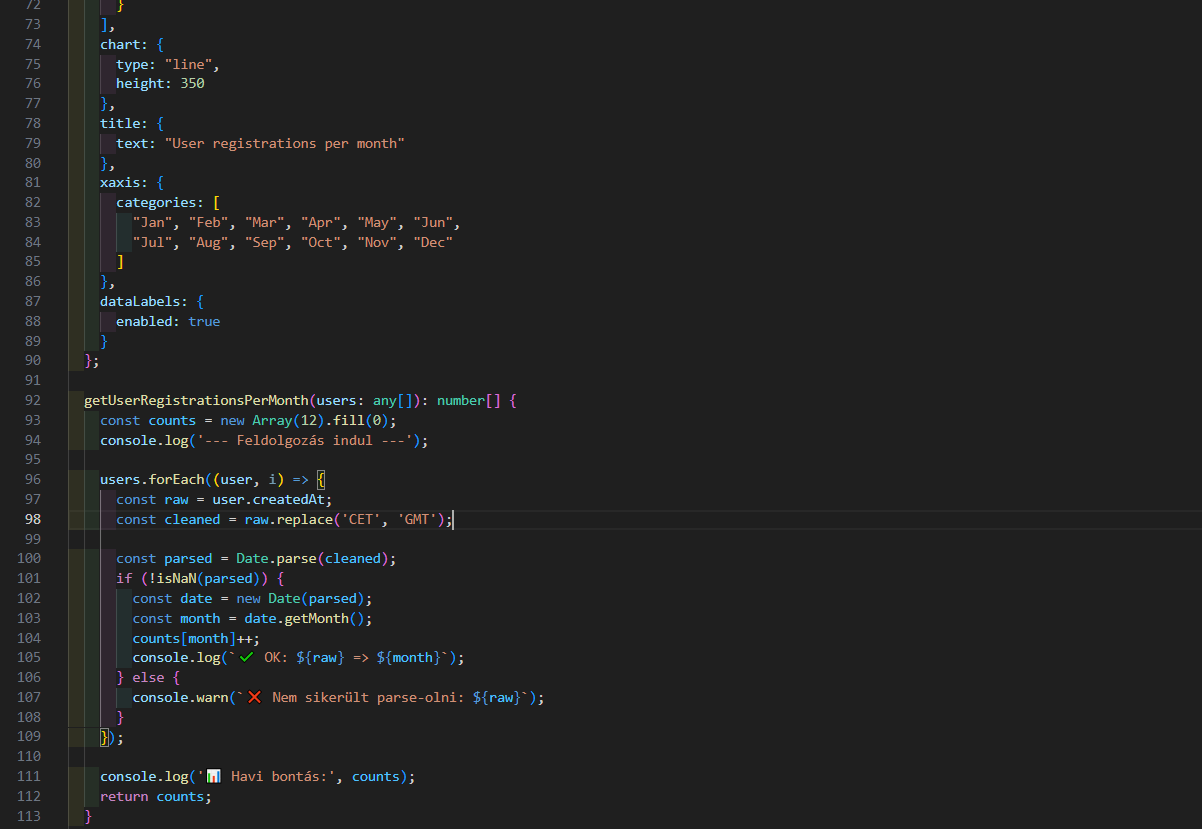 72 }
73 ],
74 chart: {
75 type: "line",
76 height: 350
77 },
78 title: {
79 text: "User registrations per month"
80 },
81 xaxis: {
82 categories: [
83 "Jan", "Feb", "Mar", "Apr", "May", "Jun",
84 "Jul", "Aug", "Sep", "Oct", "Nov", "Dec"
85 ]
86 },
87 dataLabels: {
88 enabled: true
89 }
90 };
91
92 getUserRegistrationsPerMonth(users: any[]): number[] {
93 const counts = new Array(12).fill(0);
94 console.log('--- Feldolgozás indul ---');
95
96 users.forEach((user, i) => {
97 const raw = user.createdAt;
98 const cleaned = raw.replace('CET', 'GMT');
99
100 const parsed = Date.parse(cleaned);
101 if (!isNaN(parsed)) {
102 const date = new Date(parsed);
103 const month = date.getMonth();
104 counts[month]++;
105 console.log(`✅ OK: ${raw} => ${month}`);
106 } else {
107 console.warn(`❌ Nem sikerült parse-olni: ${raw}`);
108 }
109 });
110
111 console.log('📊 Havi bontás:', counts);
112 return counts;
113 }